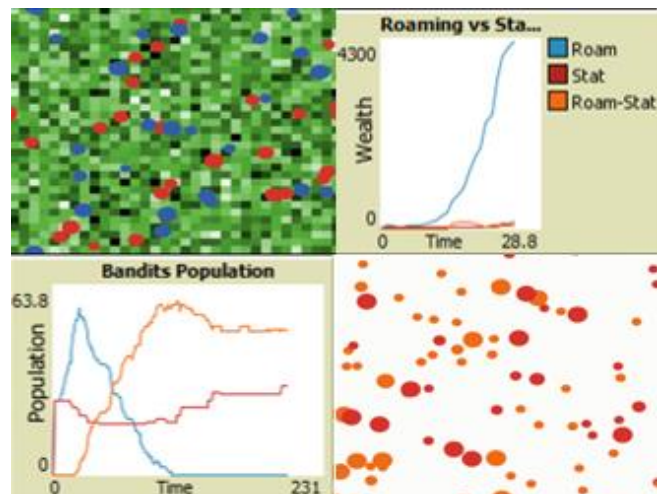 Roaming vs Sta...
4300
Wealth
0
0
Time
28.8
Roam
Stat
Roam-Stat
Bandits Population
63.8
Population
0
0
Time
231